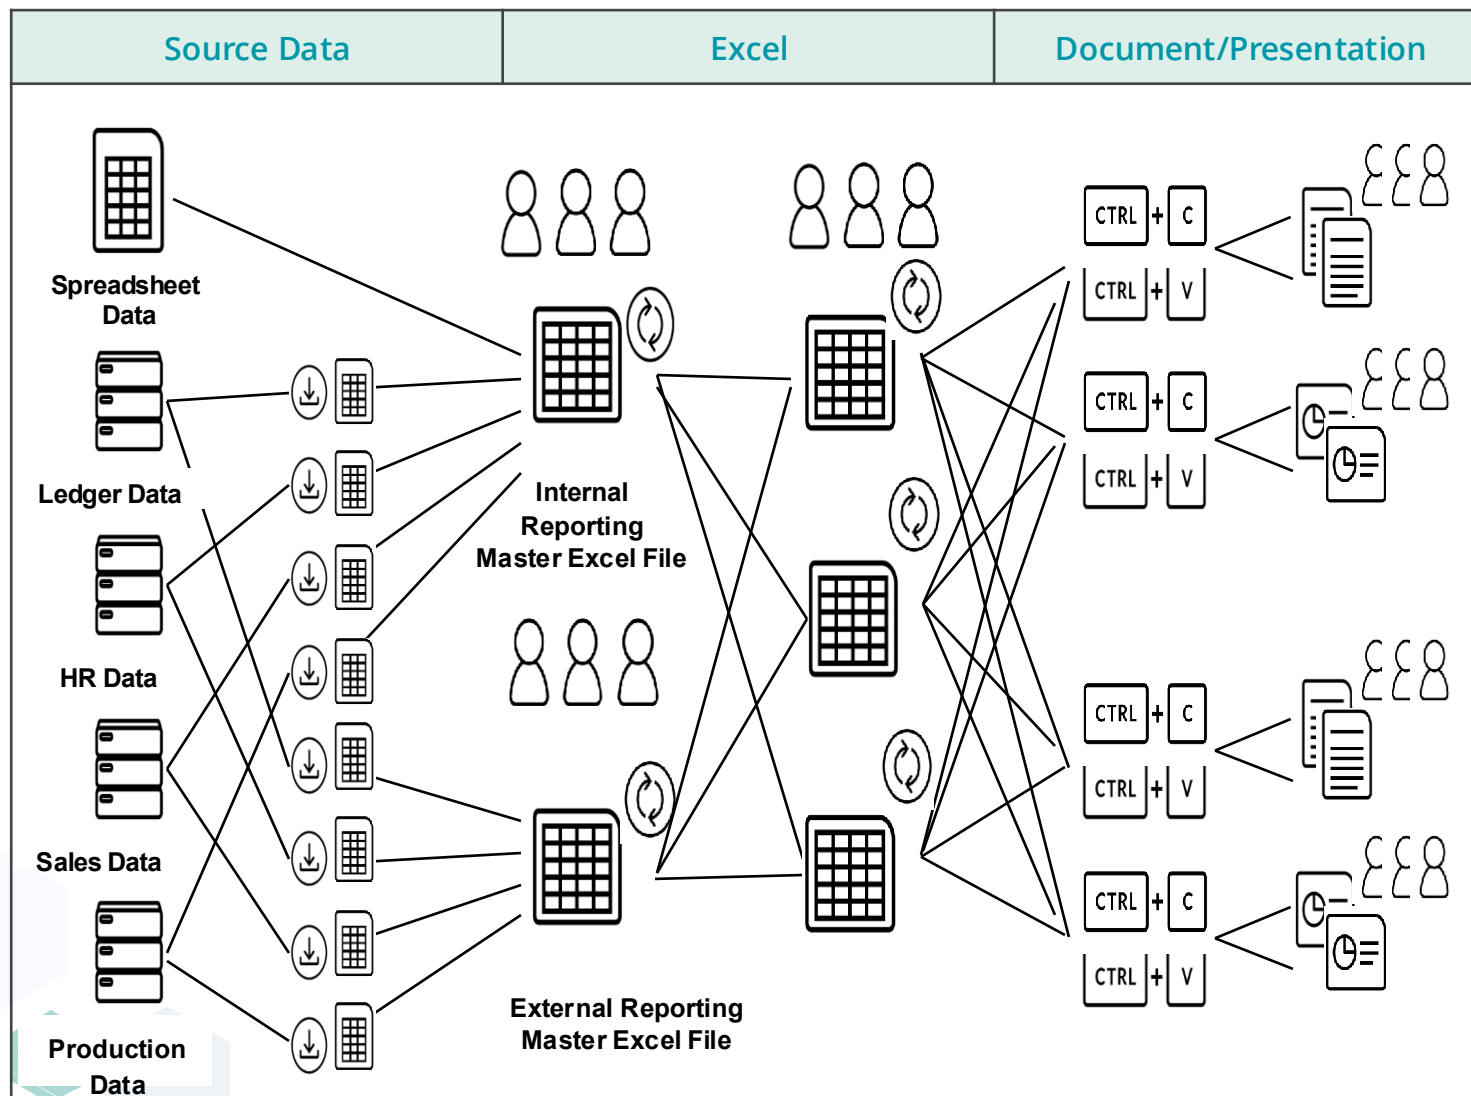 Source Data
Excel
Document/Presentation
Spreadsheet
Data
Ledger Data
HR Data
Sales Data
Production
Data
Internal
Reporting
Master Excel File
External Reporting
Master Excel File
CTRL + C
CTRL + V
CTRL + C
CTRL + V
CTRL + C
CTRL + V
CTRL + C
CTRL + V